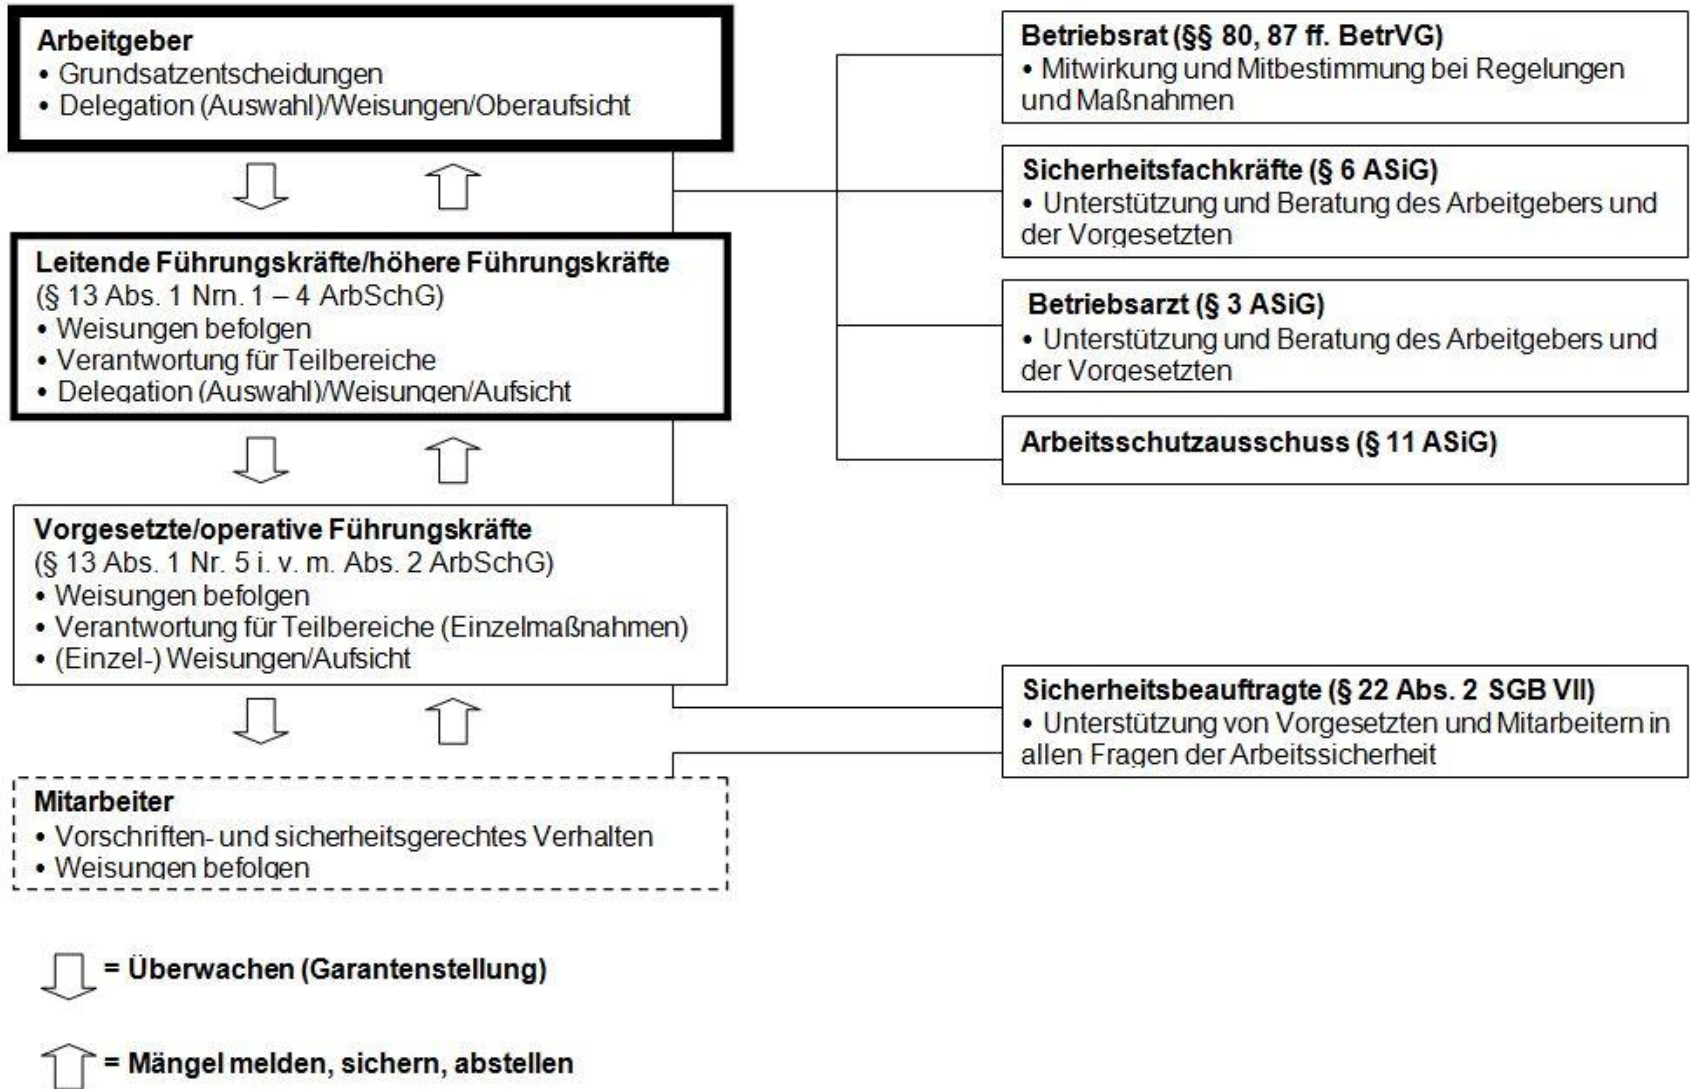 Arbeitgeber
• Grundsatzentscheidungen
• Delegation (Auswahl)/Weisungen/Oberaufsicht
Leitende Führungskräfte/höhere Führungskräfte
(§ 13 Abs. 1 Nrn. 1 – 4 ArbSchG)
• Weisungen befolgen
• Verantwortung für Teilbereiche
• Delegation (Auswahl)/Weisungen/Aufsicht
Vorgesetzte/operative Führungskräfte
(§ 13 Abs. 1 Nr. 5 i. v. m. Abs. 2 ArbSchG)
• Weisungen befolgen
• Verantwortung für Teilbereiche (Einzelmaßnahmen)
• (Einzel-) Weisungen/Aufsicht
Mitarbeiter
• Vorschriften- und sicherheitsgerechtes Verhalten
• Weisungen befolgen
Betriebsrat (§§ 80, 87 ff. BetrVG)
• Mitwirkung und Mitbestimmung bei Regelungen
und Maßnahmen
Sicherheitsfachkräfte (§ 6 ASiG)
• Unterstützung und Beratung des Arbeitgebers und
der Vorgesetzten
Betriebsarzt (§ 3 ASiG)
• Unterstützung und Beratung des Arbeitgebers und
der Vorgesetzten
Arbeitsschutzausschuss (§ 11 ASiG)
Sicherheitsbeauftragte (§ 22 Abs. 2 SGB VII)
• Unterstützung von Vorgesetzten und Mitarbeitern in
allen Fragen der Arbeitssicherheit
= Überwachen (Garantenstellung)
= Mängel melden, sichern, abstellen